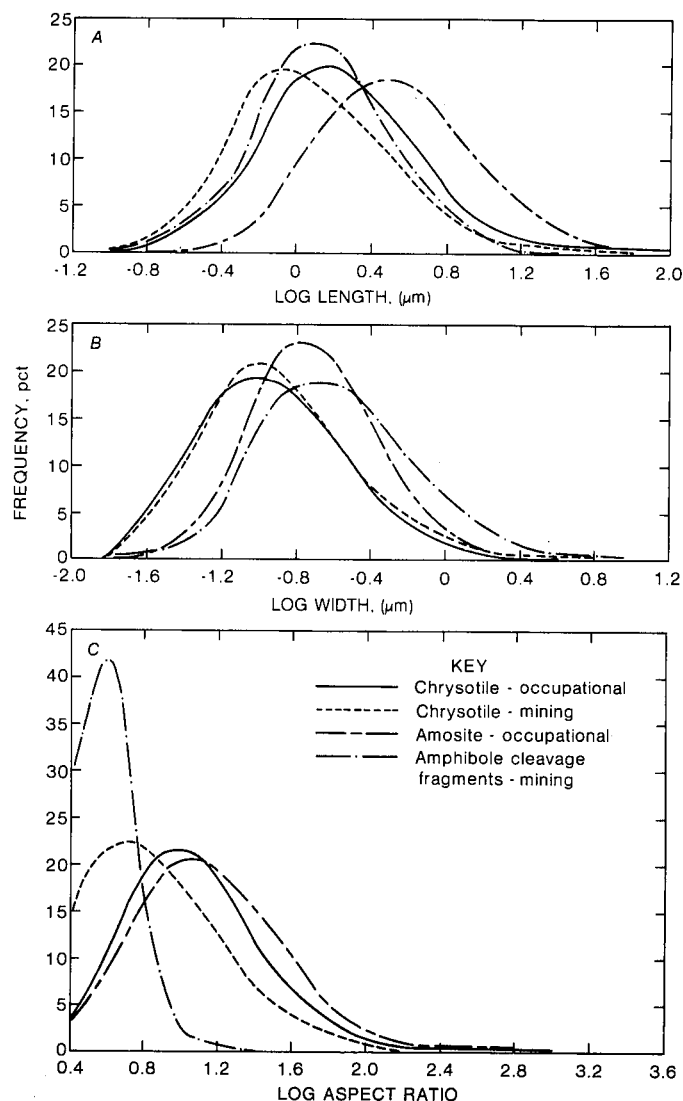 A
25
20
15
10
5
0
-1.2 -0.8 -0.4 0 0.4 0.8 1.2 1.6 2.0
LOG LENGTH, (μm)
B
25
20
15
10
5
0
-2.0 -1.6 -1.2 -0.8 -0.4 0 0.4 0.8 1.2
LOG WIDTH, (μm)
FREQUENCY, pct
C
45
40
35
30
25
20
15
10
5
0
KEY
Chrysotile - occupational
Chrysotile - mining
Amosite - occupational
Amphibole cleavage
fragments - mining
0.4 0.8 1.2 1.6 2.0 2.4 2.8 3.2 3.6
LOG ASPECT RATIO